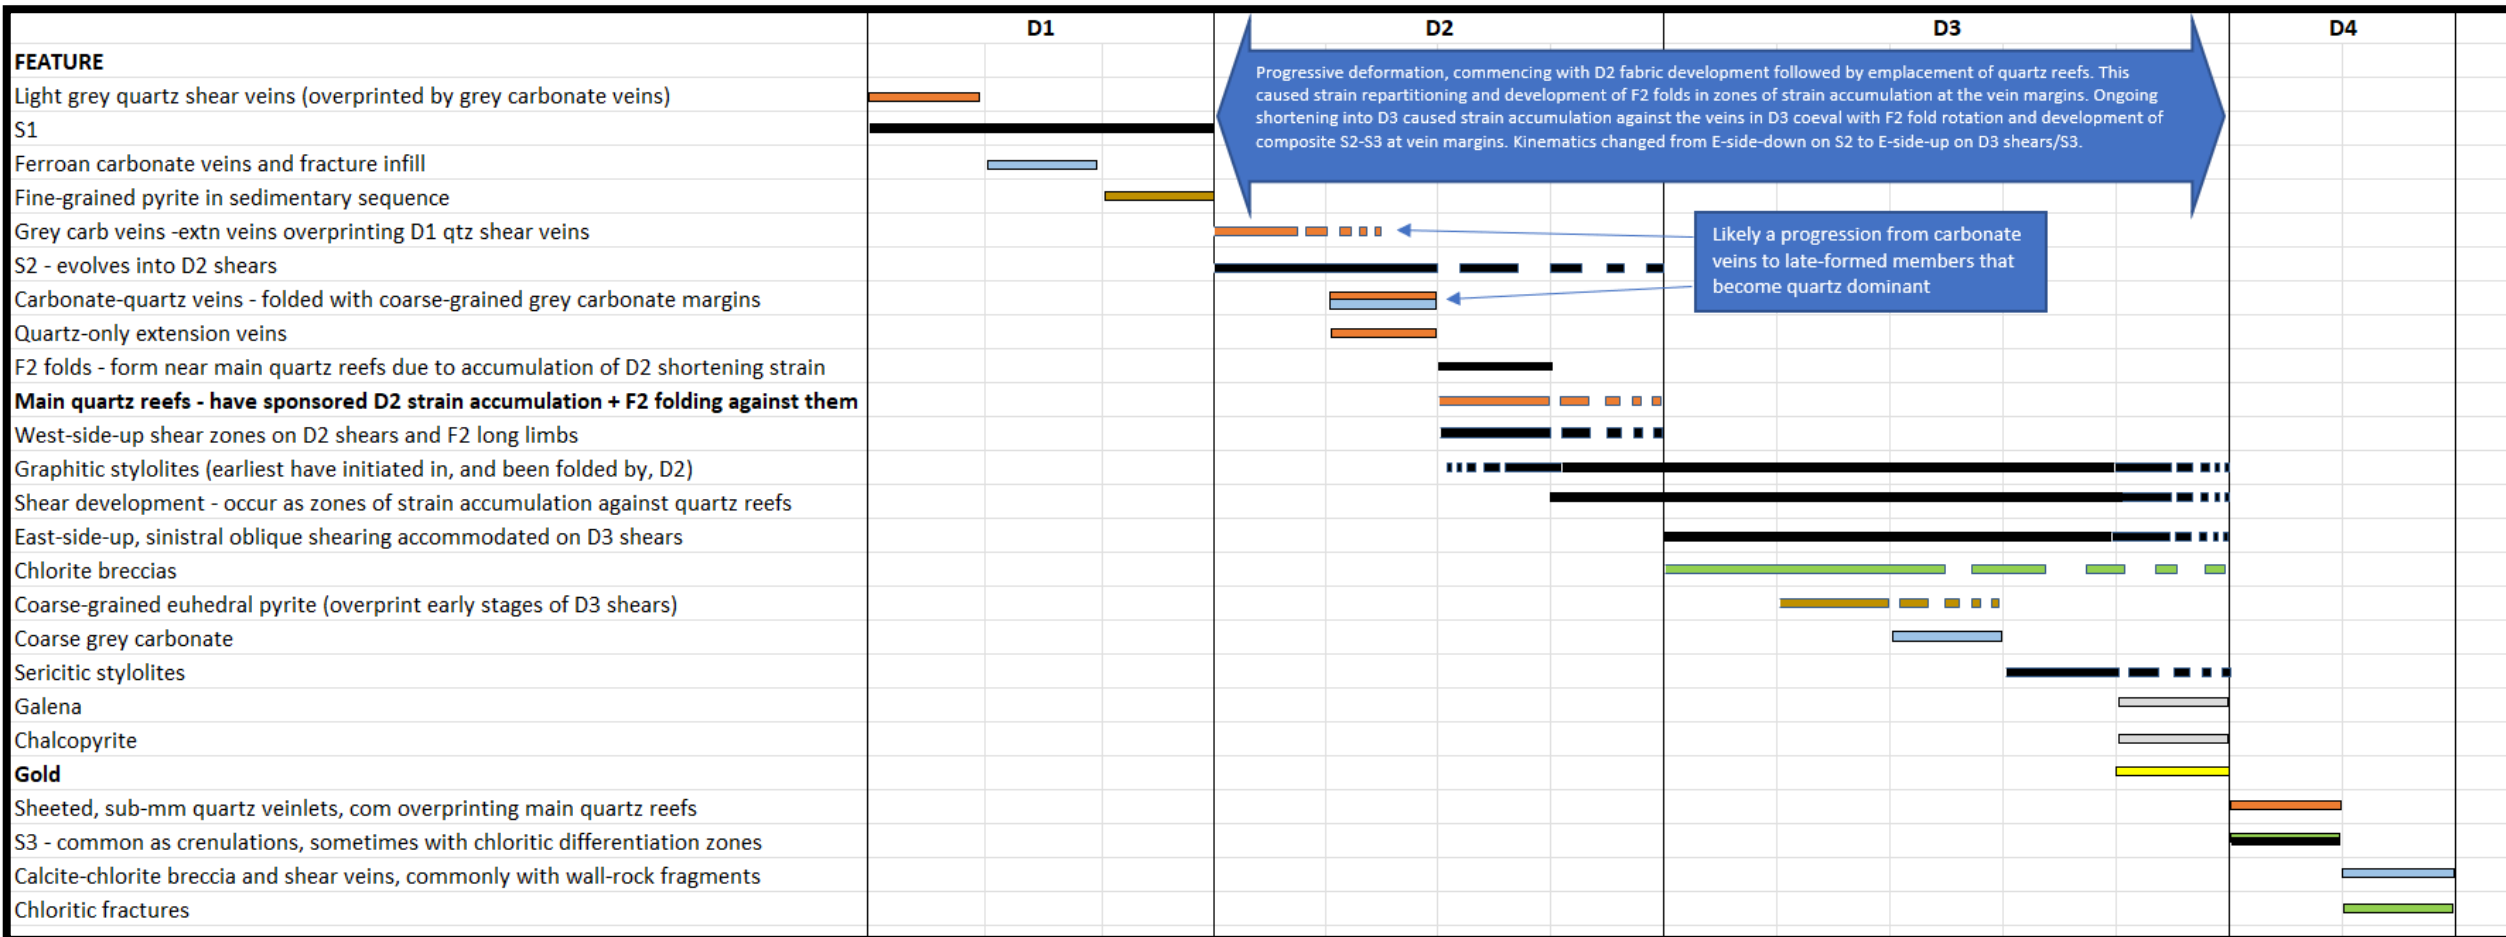 D1 D2 D3 D4
FEATURE
Progressive deformation, commencing with D2 fabric development followed by emplacement of quartz reefs. This
caused strain repartitioning and development of F2 folds in zones of strain accumulation at the vein margins. Ongoing
shortening into D3 caused strain accumulation against the veins in D3 coeval with F2 fold rotation and development of
composite S2-S3 at vein margins. Kinematics changed from E-side-down on S2 to E-side-up on D3 shears/S3.
Light grey quartz shear veins (overprinted by grey carbonate veins)
S1
Ferroan carbonate veins and fracture infill
Fine-grained pyrite in sedimentary sequence
Grey carb veins -extn veins overprinting D1 qtz shear veins
Likely a progression from carbonate
veins to late-formed members that
become quartz dominant
S2 - evolves into D2 shears
Carbonate-quartz veins - folded with coarse-grained grey carbonate margins
Quartz-only extension veins
F2 folds - form near main quartz reefs due to accumulation of D2 shortening strain
Main quartz reefs - have sponsored D2 strain accumulation + F2 folding against them
West-side-up shear zones on D2 shears and F2 long limbs
Graphitic stylolites (earliest have initiated in, and been folded by, D2)
Shear development - occur as zones of strain accumulation against quartz reefs
East-side-up, sinistral oblique shearing accommodated on D3 shears
Chlorite breccias
Coarse-grained euhedral pyrite (overprint early stages of D3 shears)
Coarse grey carbonate
Sericitic stylolites
Galena
Chalcopyrite
Gold
Sheeted, sub-mm quartz veinlets, com overprinting main quartz reefs
S3 - common as crenulations, sometimes with chloritic differentiation zones
Calcite-chlorite breccia and shear veins, commonly with wall-rock fragments
Chloritic fractures